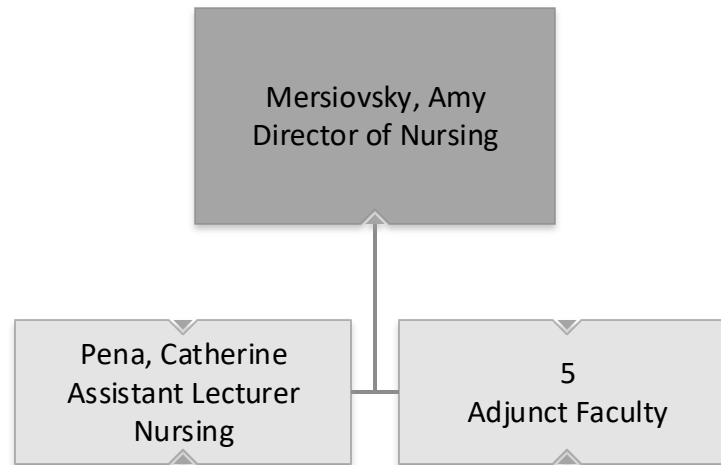 Mersiovsky, Amy
Director of Nursing
Pena, Catherine
Assistant Lecturer
Nursing
5
Adjunct Faculty